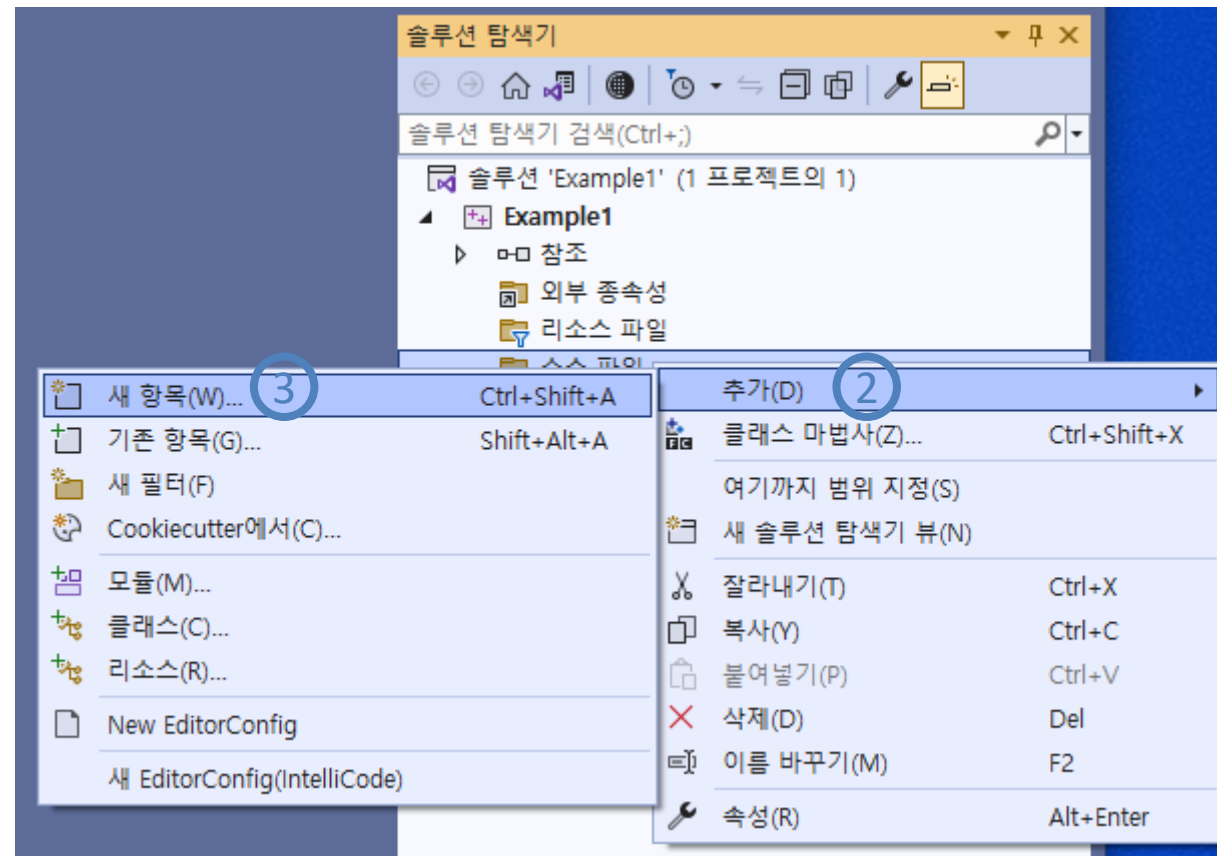 솔루션 탐색기
솔루션 탐색기 검색(Ctrl+;)
솔루션 'Example1' (1 프로젝트의 1)
Example1
참조
외부 종속성
리소스 파일
소스 파일
추가(D) 2
클래스 마법사(Z)... Ctrl+Shift+X
여기까지 범위 지정(S)
새 솔루션 탐색기 뷰(N)
잘라내기(T) Ctrl+X
복사(Y) Ctrl+C
붙여넣기(P) Ctrl+V
삭제(D) Del
이름 바꾸기(M) F2
속성(R) Alt+Enter
새 항목(W)... 3 Ctrl+Shift+A
기존 항목(G)... Shift+Alt+A
새 필터(F)
Cookiecutter에서(C)...
모듈(M)...
클래스(C)...
리소스(R)...
New EditorConfig
새 EditorConfig(IntelliCode)